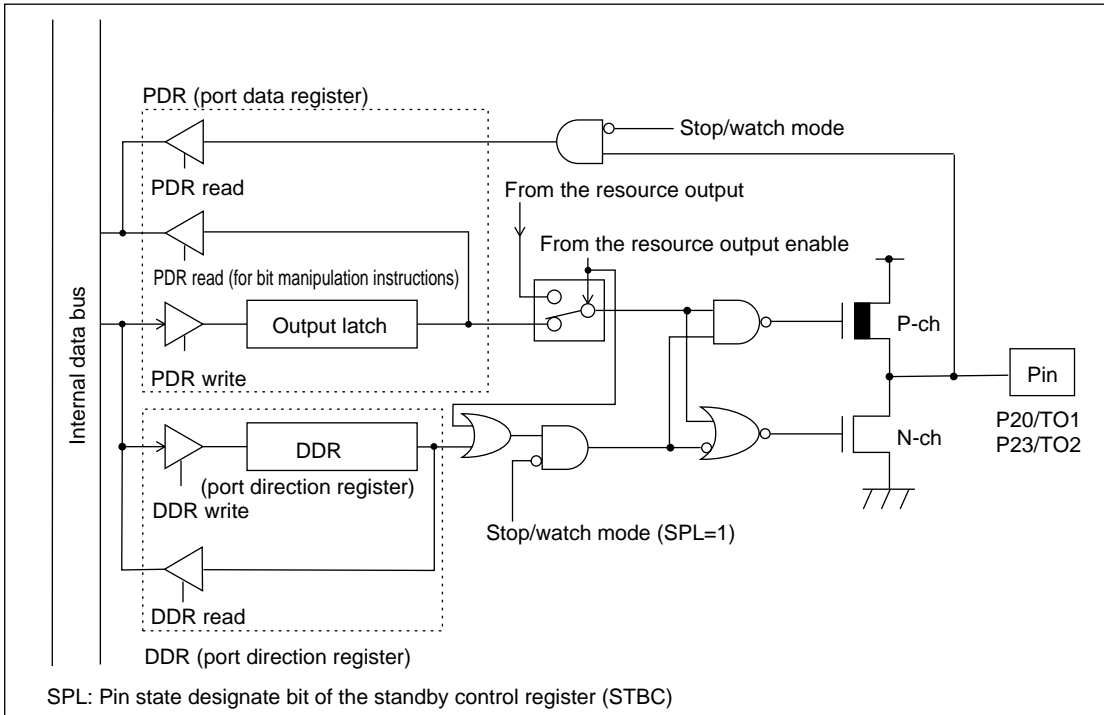 PDR (port data register)
Stop/watch mode
PDR read
From the resource output
From the resource output enable
PDR read (for bit manipulation instructions)
Output latch
P-ch
Pin
PDR write
Internal data bus
P20/TO1
P23/TO2
N-ch
DDR
(port direction register)
DDR write
Stop/watch mode (SPL=1)
DDR read
DDR (port direction register)
SPL: Pin state designate bit of the standby control register (STBC)